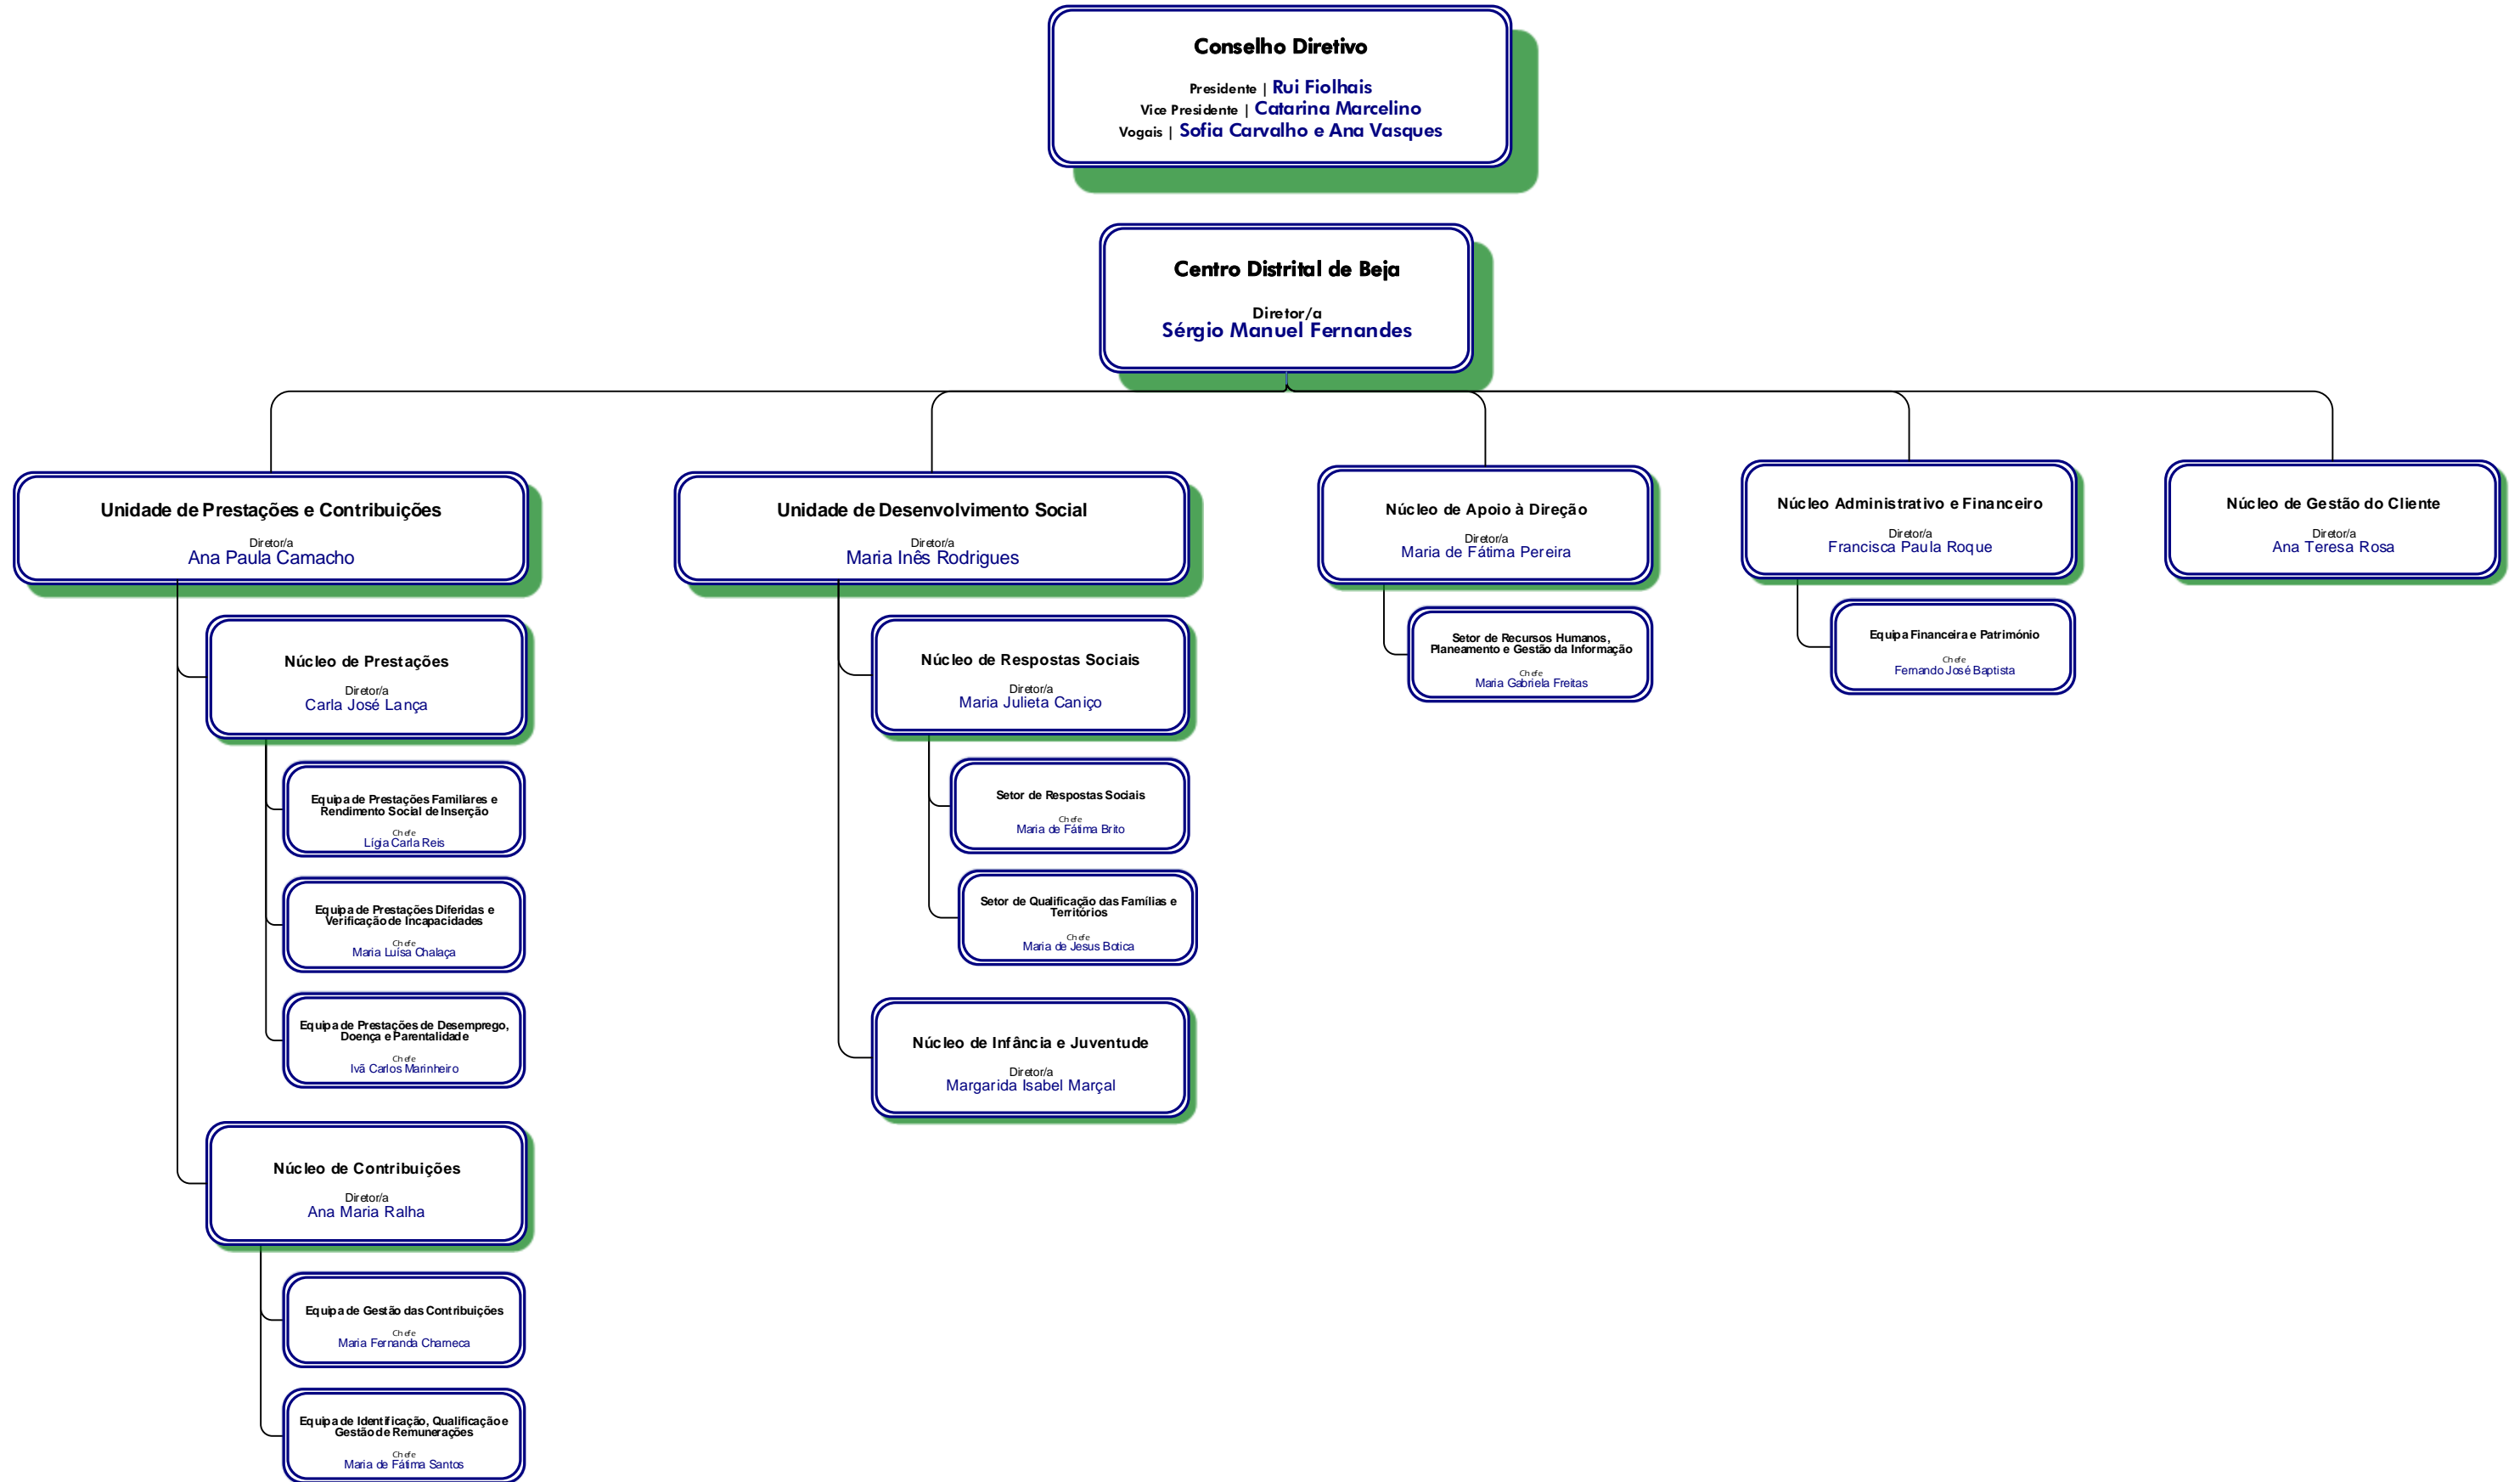 Conselho Diretivo
Presidente | Rui Fiolhais
Vice Presidente | Catarina Marcelino
Vogais | Sofia Carvalho e Ana Vasques
Centro Distrital de Beja
Diretor/a
Sérgio Manuel Fernandes
Unidade de Prestações e Contribuições
Diretor/a
Ana Paula Camacho
Núcleo de Prestações
Diretor/a
Carla José Lança
Equipa de Prestações Familiares e
Rendimento Social de Inserção
Chefe
Lígia Carla Reis
Equipa de Prestações Diferidas e
Verificação de Incapacidades
Chefe
Maria Luísa Chalaça
Equipa de Prestações de Desemprego,
Doença e Parentalidade
Chefe
Ivã Carlos Marinheiro
Núcleo de Contribuições
Diretor/a
Ana Maria Ralha
Equipa de Gestão das Contribuições
Chefe
Maria Fernanda Charneca
Equipa de Identificação, Qualificação e
Gestão de Remunerações
Chefe
Maria de Fátima Santos
Unidade de Desenvolvimento Social
Diretor/a
Maria Inês Rodrigues
Núcleo de Respostas Sociais
Diretor/a
Maria Julieta Caniço
Setor de Respostas Sociais
Chefe
Maria de Fátima Brito
Setor de Qualificação das Famílias e
Territórios
Chefe
Maria de Jesus Botica
Núcleo de Infância e Juventude
Diretor/a
Margarida Isabel Marçal
Núcleo de Apoio à Direção
Diretor/a
Maria de Fátima Pereira
Setor de Recursos Humanos,
Planeamento e Gestão da Informação
Chefe
Maria Gabriela Freitas
Núcleo Administrativo e Financeiro
Diretor/a
Francisca Paula Roque
Equipa Financeira e Património
Chefe
Fernando José Baptista
Núcleo de Gestão do Cliente
Diretor/a
Ana Teresa Rosa